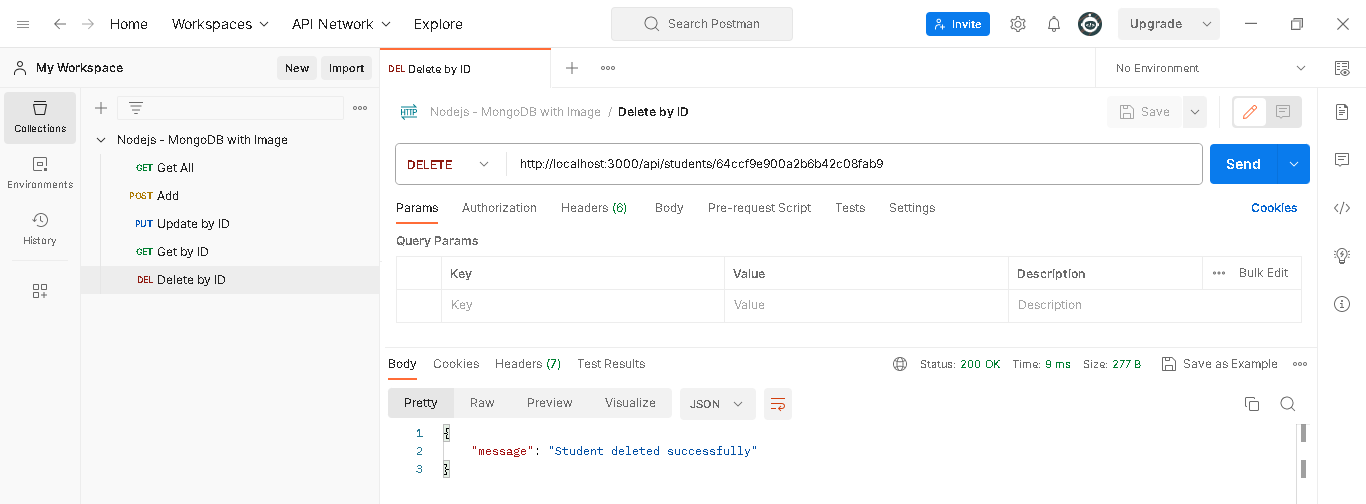 Home Workspaces API Network Explore Search Postman Invite Upgrade
My Workspace New Import DEL Delete by ID No Environment
Collections
Environments
History
Nodejs - MongoDB with Image
GET Get All
POST Add
PUT Update by ID
GET Get by ID
DEL Delete by ID
HTTP Nodejs - MongoDB with Image / Delete by ID Save
DELETE http://localhost:3000/api/students/64ccf9e900a2b6b42c08fab9 Send
Params Authorization Headers (6) Body Pre-request Script Tests Settings Cookies
Query Params
Key Value Description Bulk Edit
Key Value Description
Body Cookies Headers (7) Test Results Status: 200 OK Time: 9 ms Size: 277 B Save as Example
Pretty Raw Preview Visualize JSON
1 {
2 "message": "Student deleted successfully"
3 }